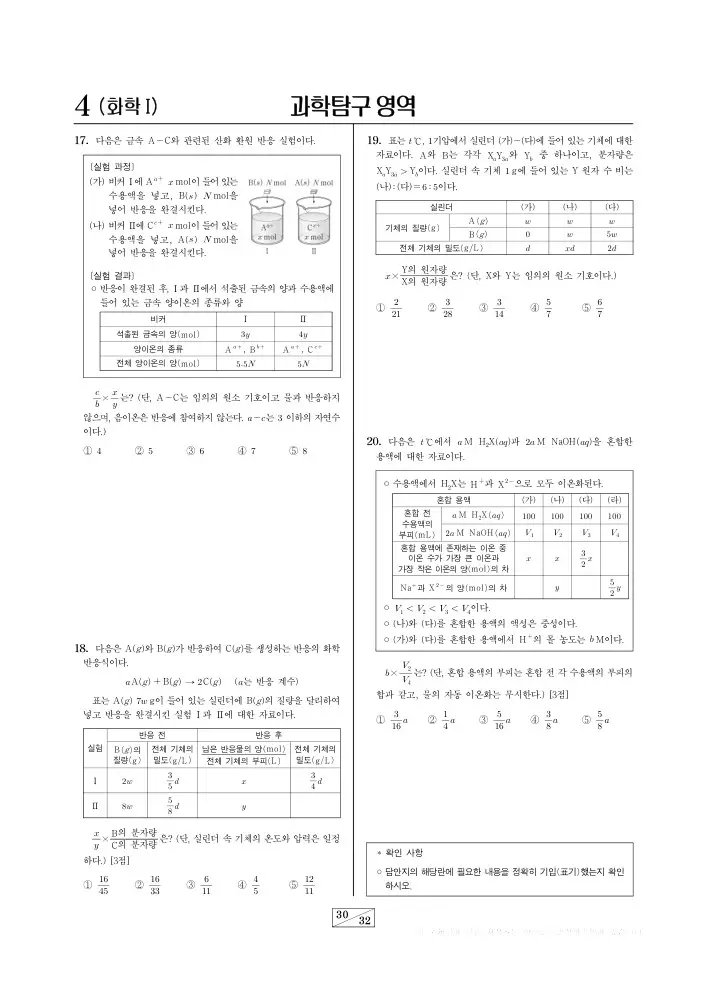 4 (화학 I)
과학탐구 영역
17. 다음은 금속 A~C와 관련된 산화 환원 반응 실험이다.
[실험 과정]
(가) 비커 Ⅰ에 Aᵃ⁺ x mol이 들어 있는
수용액을 넣고, B(s) N mol을
넣어 반응을 완결시킨다.
(나) 비커 Ⅱ에 Cᶜ⁺ x mol이 들어 있는
수용액을 넣고, A(s) N mol을
넣어 반응을 완결시킨다.
B(s) N mol A(s) N mol
Aᵃ⁺ Cᶜ⁺
x mol x mol
Ⅰ Ⅱ
[실험 결과]
○ 반응이 완결된 후, Ⅰ과 Ⅱ에서 석출된 금속의 양과 수용액에
들어 있는 금속 양이온의 종류와 양
비커 Ⅰ Ⅱ
석출된 금속의 양(mol) 3y 4y
양이온의 종류 Aᵃ⁺, Bᵇ⁺ Aᵃ⁺, Cᶜ⁺
전체 양이온의 양(mol) 5.5N 5N
c/b × x/y 는? (단, A~C는 임의의 원소 기호이고 물과 반응하지
않으며, 음이온은 반응에 참여하지 않는다. a~c는 3 이하의 자연수
이다.)
① 4 ② 5 ③ 6 ④ 7 ⑤ 8
18. 다음은 A(g)와 B(g)가 반응하여 C(g)를 생성하는 반응의 화학
반응식이다.
aA(g) + B(g) → 2C(g) (a는 반응 계수)
표는 A(g) 7w g이 들어 있는 실린더에 B(g)의 질량을 달리하여
넣고 반응을 완결시킨 실험 Ⅰ과 Ⅱ에 대한 자료이다.
실험 반응 전 반응 후
B(g)의 질량(g) 전체 기체의 밀도(g/L) 남은 반응물의 양(mol)/전체 기체의 부피(L) 전체 기체의 밀도(g/L)
Ⅰ 2w 3/5 d x 3/4 d
Ⅱ 8w 5/8 d y
x/y × B의 분자량/C의 분자량 은? (단, 실린더 속 기체의 온도와 압력은 일정
하다.) [3점]
① 16/45 ② 16/33 ③ 6/11 ④ 4/5 ⑤ 12/11
19. 표는 t ℃, 1기압에서 실린더 (가)~(다)에 들어 있는 기체에 대한
자료이다. A와 B는 각각 XₐY₃ₐ와 Y_b 중 하나이고, 분자량은
XₐY₃ₐ > Y_b이다. 실린더 속 기체 1 g에 들어 있는 Y 원자 수 비는
(나) : (다) = 6 : 5이다.
실린더 (가) (나) (다)
기체의 질량(g) A(g) w w w
B(g) 0 w 5w
전체 기체의 밀도(g/L) d xd 2d
x × Y의 원자량/X의 원자량 은? (단, X와 Y는 임의의 원소 기호이다.)
① 2/21 ② 3/28 ③ 3/14 ④ 5/7 ⑤ 6/7
20. 다음은 t ℃에서 a M H₂X(aq)과 2a M NaOH(aq)을 혼합한
용액에 대한 자료이다.
○ 수용액에서 H₂X는 H⁺과 X²⁻으로 모두 이온화된다.
혼합 용액 (가) (나) (다) (라)
혼합 전 수용액의 부피(mL) a M H₂X(aq) 100 100 100 100
2a M NaOH(aq) V₁ V₂ V₃ V₄
혼합 용액에 존재하는 이온 중
이온 수가 가장 큰 이온과
가장 작은 이온의 양(mol)의 차 x x 3/2 x
Na⁺과 X²⁻의 양(mol)의 차 y 5/2 y
○ V₁ < V₂ < V₃ < V₄이다.
○ (나)와 (다)를 혼합한 용액의 액성은 중성이다.
○ (가)와 (다)를 혼합한 용액에서 H⁺의 몰 농도는 b M이다.
b × V₂/V₄ 는? (단, 혼합 용액의 부피는 혼합 전 각 수용액의 부피의
합과 같고, 물의 자동 이온화는 무시한다.) [3점]
① 3/16 a ② 1/4 a ③ 5/16 a ④ 3/8 a ⑤ 5/8 a
* 확인 사항
○ 답안지의 해당란에 필요한 내용을 정확히 기입(표기)했는지 확인
하시오.
30
32